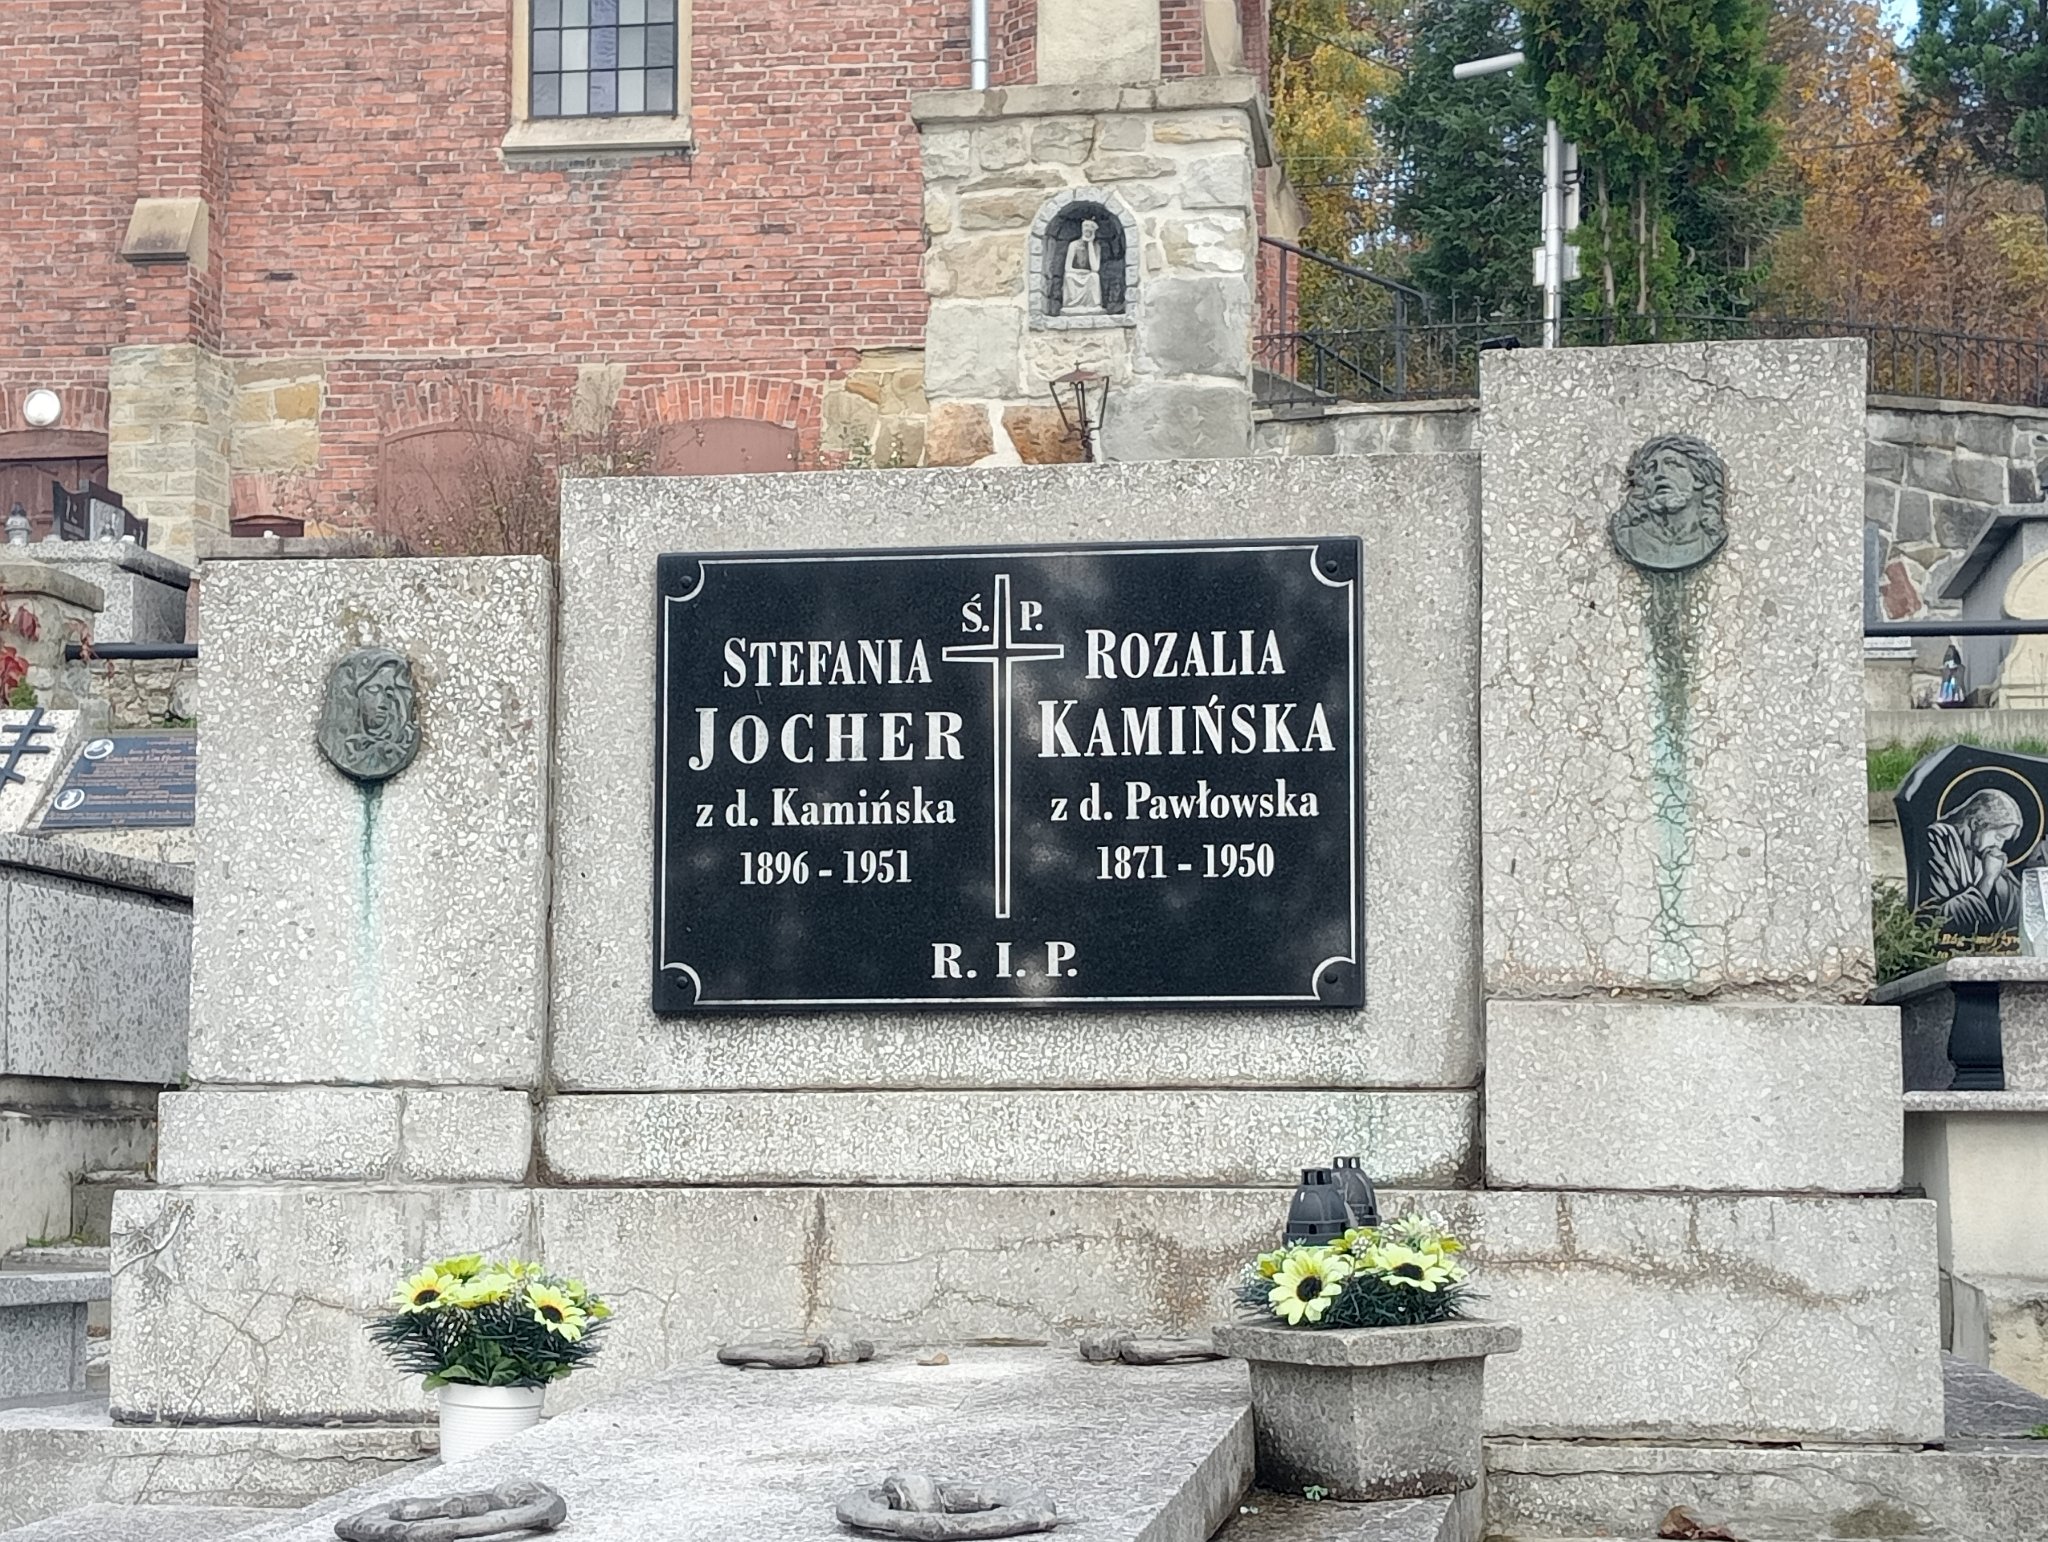 Ś. P.
STEFANIA
JOCHER
z d. Kamińska
1896 - 1951
ROZALIA
KAMIŃSKA
z d. Pawłowska
1871 - 1950
R. I. P.